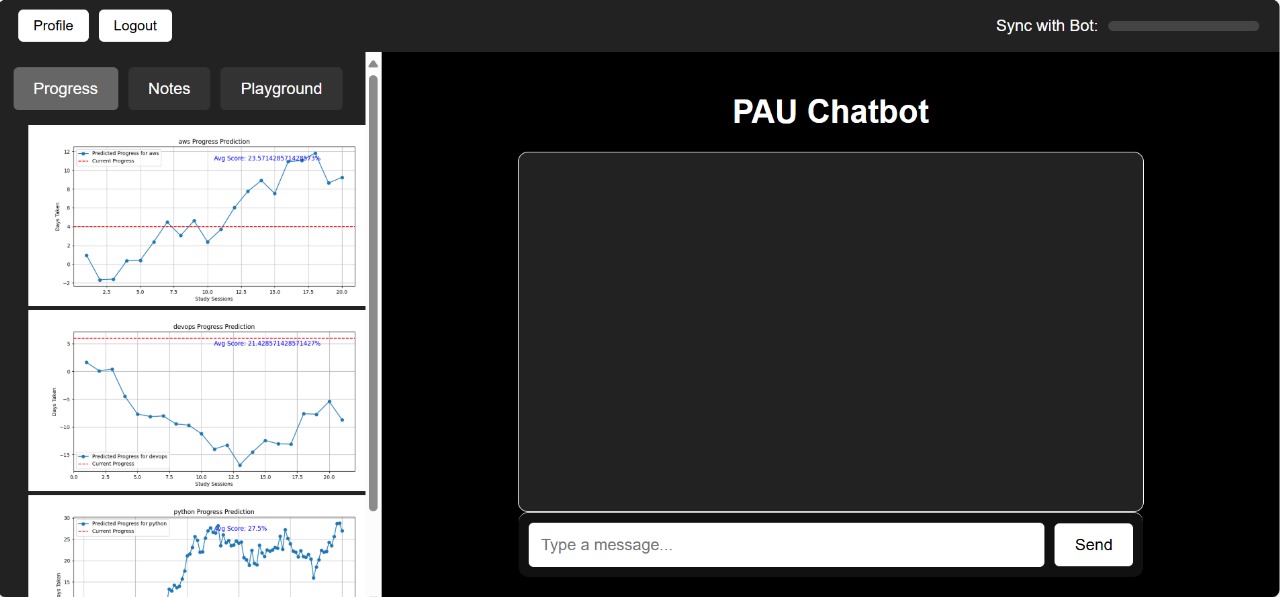 Profile
Logout
Sync with Bot:
Progress
Notes
Playground
PAU Chatbot
aws Progress Prediction
Predicted Progress for aws
Current Progress
Avg Score: 23.571428571428573%
12
10
8
6
4
2
0
−2
Days Taken
2.5 5.0 7.5 10.0 12.5 15.0 17.5 20.0
Study Sessions
devops Progress Prediction
Avg Score: 21.428571428571427%
5
0
−5
−10
−15
Days Taken
Predicted Progress for devops
Current Progress
0.0 2.5 5.0 7.5 10.0 12.5 15.0 17.5 20.0
Study Sessions
python Progress Prediction
Predicted Progress for python
Current Progress
Avg Score: 27.5%
30
25
20
15
Type a message...
Send